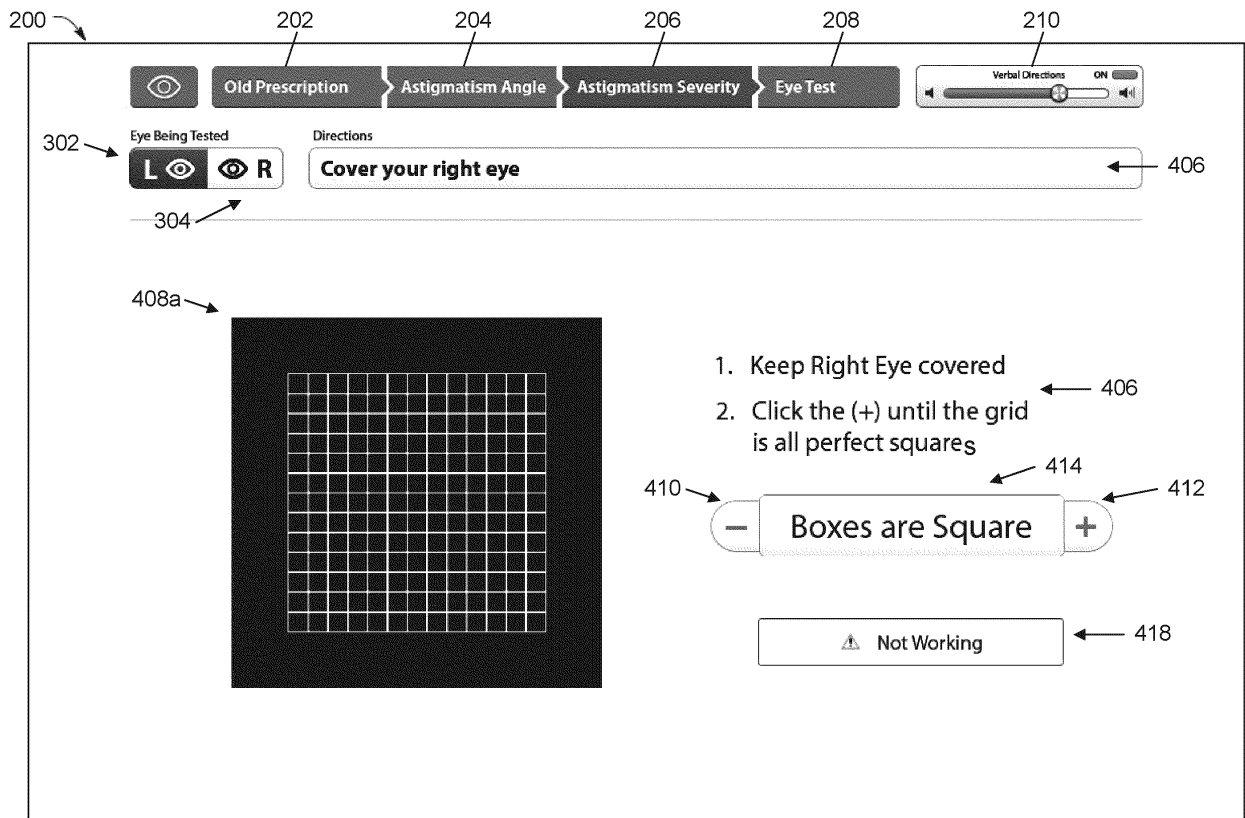 200 202 204 206 208 210
Old Prescription Astigmatism Angle Astigmatism Severity Eye Test
Verbal Directions ON
Eye Being Tested Directions
302 L R Cover your right eye 406
304
408a
1. Keep Right Eye covered
406
2. Click the (+) until the grid
is all perfect squares
414
410 412
− Boxes are Square +
⚠ Not Working 418